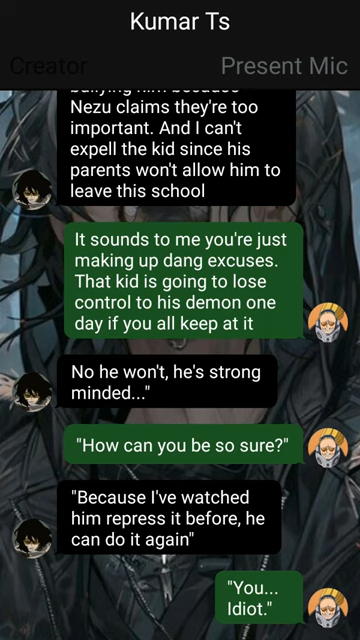 Kumar Ts
Creator
Present Mic
bullying him because
Nezu claims they're too
important. And I can't
expell the kid since his
parents won't allow him to
leave this school
It sounds to me you're just
making up dang excuses.
That kid is going to lose
control to his demon one
day if you all keep at it
No he won't, he's strong
minded..."
"How can you be so sure?"
"Because I've watched
him repress it before, he
can do it again"
"You...
Idiot."